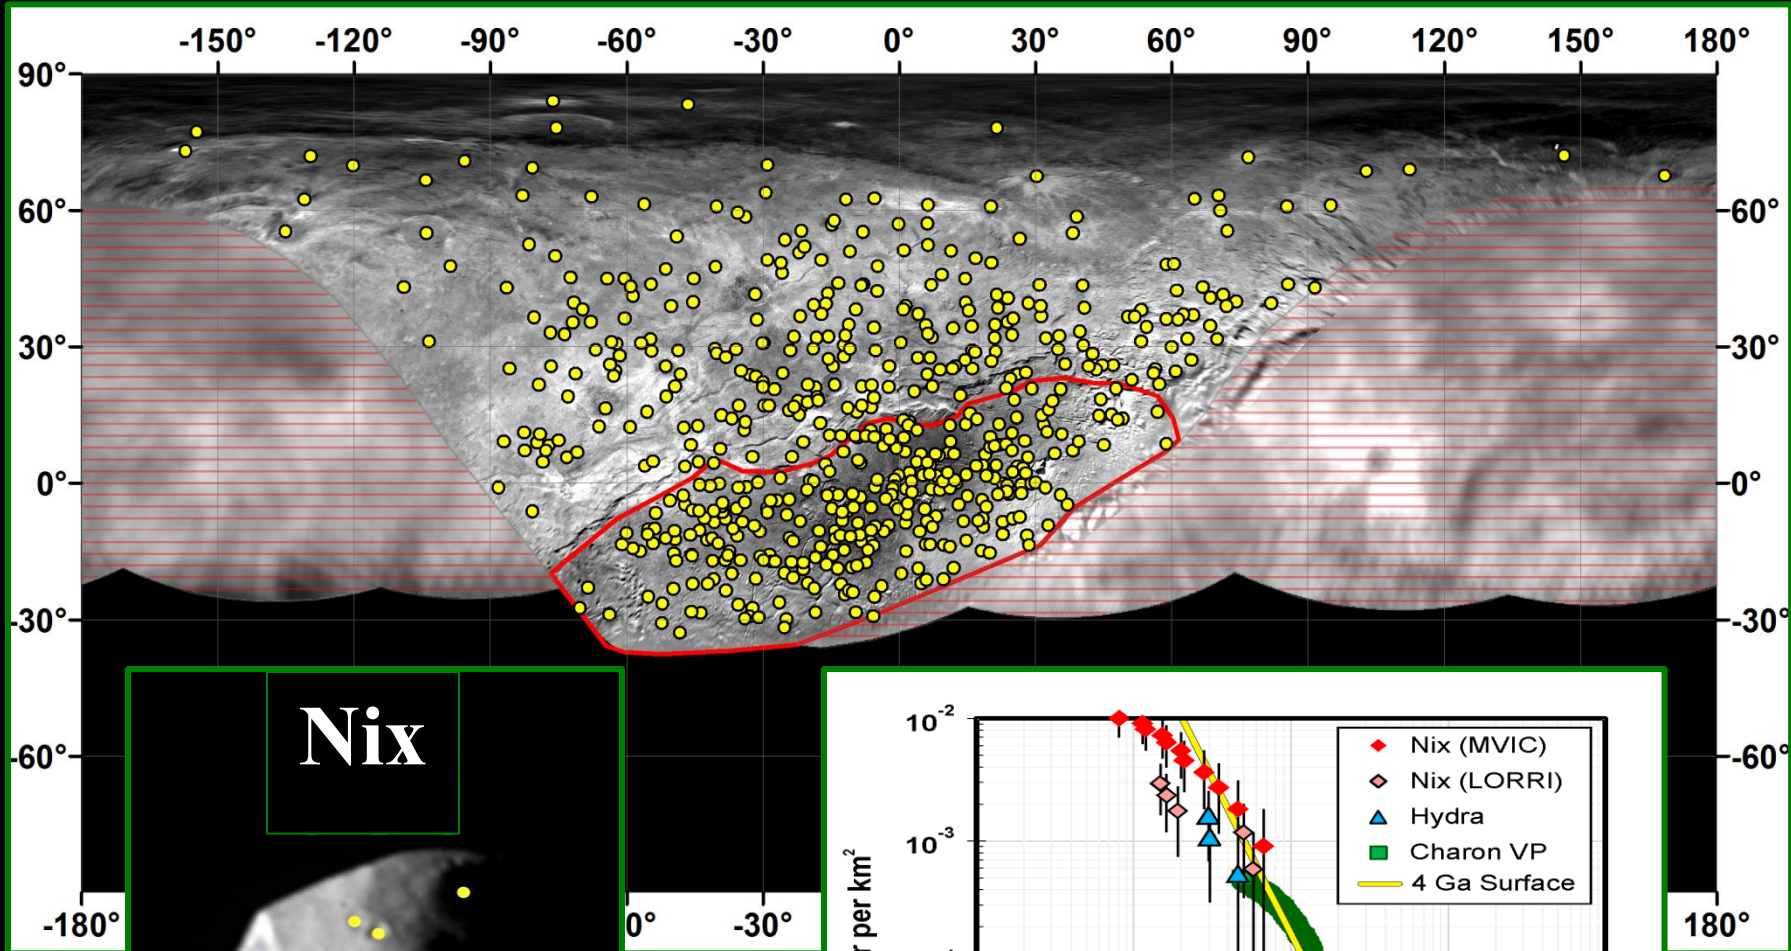 -150° -120° -90° -60° -30° 0° 30° 60° 90° 120° 150° 180°
90°
60° 60°
30° 30°
0° 0°
-30° -30°
-60° -60°
Nix
10-2
10-3
r per km2
Nix (MVIC)
Nix (LORRI)
Hydra
Charon VP
4 Ga Surface
-180° 0° -30° 180°